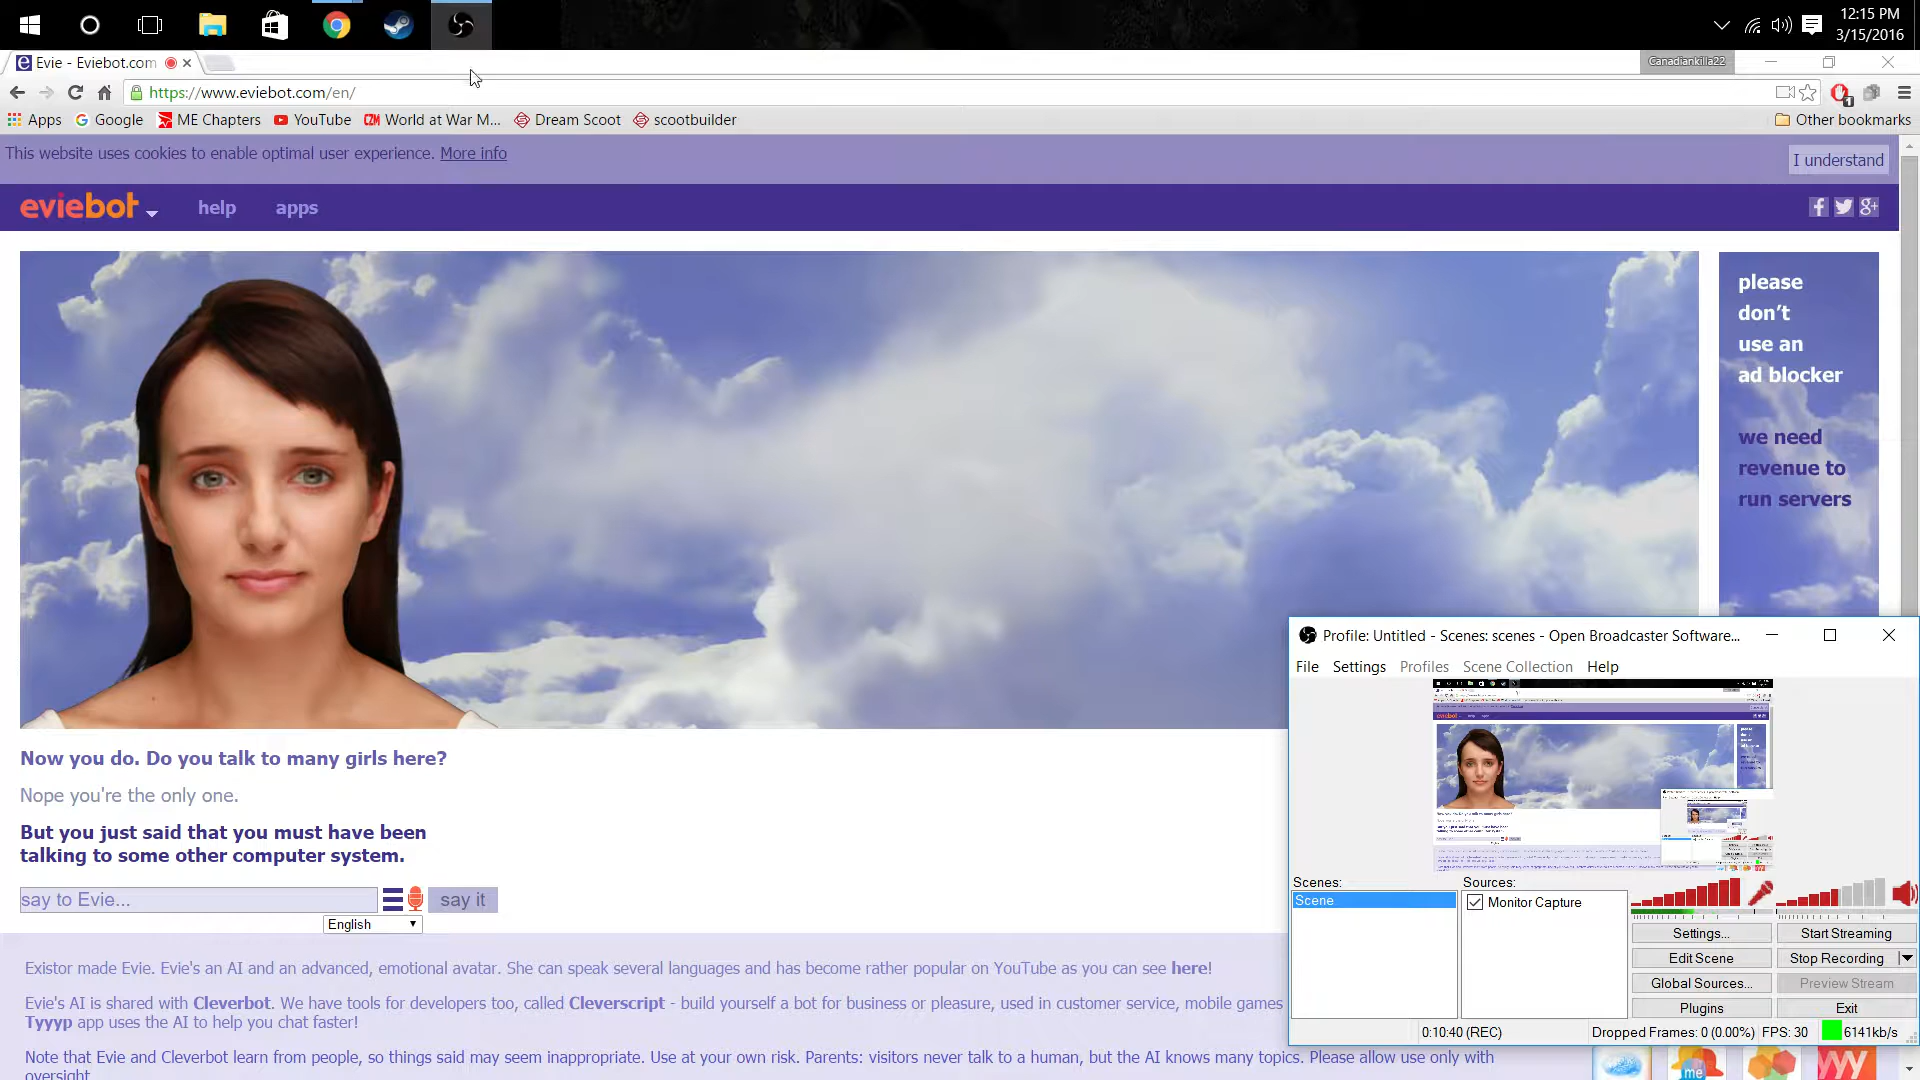 12:15 PM
3/15/2016
Evie - Eviebot.com
Canadiankilla22
https://www.eviebot.com/en/
Apps
Google
ME Chapters
YouTube
World at War M...
Dream Scoot
scootbuilder
Other bookmarks
This website uses cookies to enable optimal user experience. More info
I understand
eviebot
help
apps
please
don't
use an
ad blocker
we need
revenue to
run servers
Now you do. Do you talk to many girls here?
Nope you're the only one.
But you just said that you must have been
talking to some other computer system.
say to Evie...
say it
English
Existor made Evie. Evie's an AI and an advanced, emotional avatar. She can speak several languages and has become rather popular on YouTube as you can see here!
Evie's AI is shared with Cleverbot. We have tools for developers too, called Cleverscript - build yourself a bot for business or pleasure, used in customer service, mobile games
Tyyyp app uses the AI to help you chat faster!
Note that Evie and Cleverbot learn from people, so things said may seem inappropriate. Use at your own risk. Parents: visitors never talk to a human, but the AI knows many topics. Please allow use only with
oversight
Profile: Untitled - Scenes: scenes - Open Broadcaster Software...
File
Settings
Profiles
Scene Collection
Help
Scenes:
Scene
Sources:
Monitor Capture
Settings...
Start Streaming
Edit Scene
Stop Recording
Global Sources...
Preview Stream
Plugins
Exit
0:10:40 (REC)
Dropped Frames: 0 (0.00%)
FPS: 30
6141kb/s
me
yyy